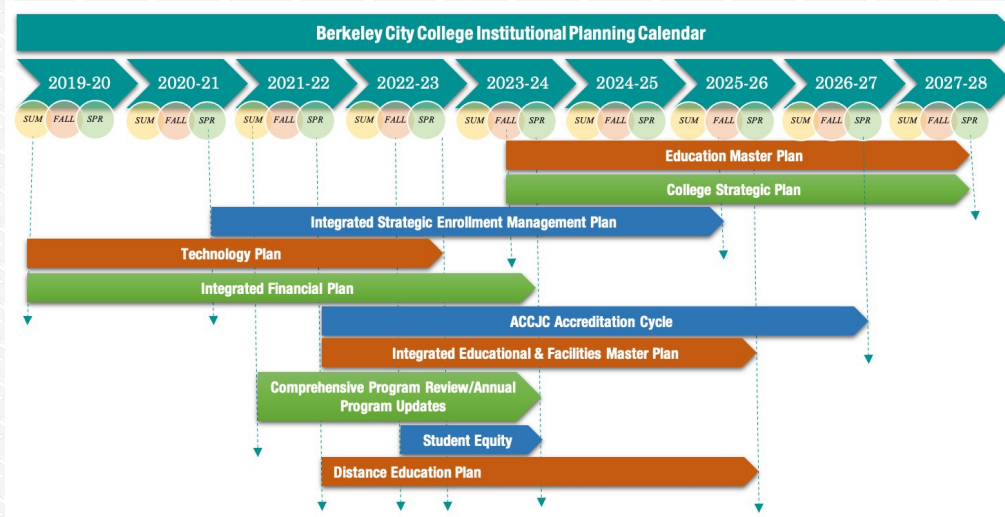 Berkeley City College Institutional Planning Calendar
2019-20 2020-21 2021-22 2022-23 2023-24 2024-25 2025-26 2026-27 2027-28
SUM FALL SPR SUM FALL SPR SUM FALL SPR SUM FALL SPR SUM FALL SPR SUM FALL SPR SUM FALL SPR SUM FALL SPR SUM FALL SPR
Education Master Plan
College Strategic Plan
Integrated Strategic Enrollment Management Plan
Technology Plan
Integrated Financial Plan
ACCJC Accreditation Cycle
Integrated Educational & Facilities Master Plan
Comprehensive Program Review/Annual
Program Updates
Student Equity
Distance Education Plan